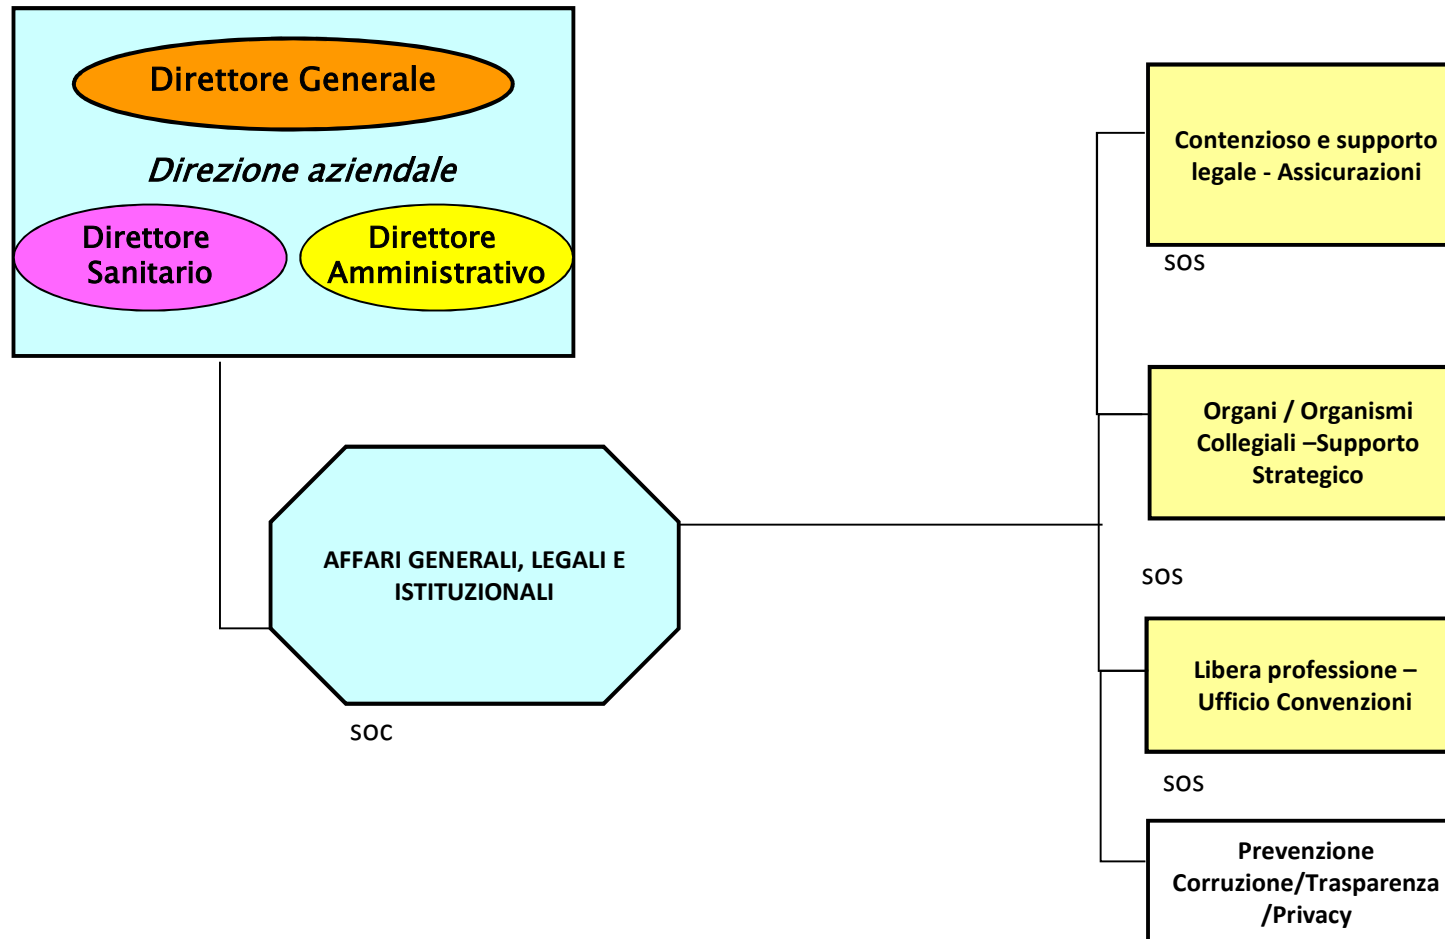 Direttore Generale
Direzione aziendale
Direttore
Sanitario
Direttore
Amministrativo
AFFARI GENERALI, LEGALI E
ISTITUZIONALI
SOC
Contenzioso e supporto
legale - Assicurazioni
SOS
Organi / Organismi
Collegiali –Supporto
Strategico
SOS
Libera professione –
Ufficio Convenzioni
SOS
Prevenzione
Corruzione/Trasparenza
/Privacy